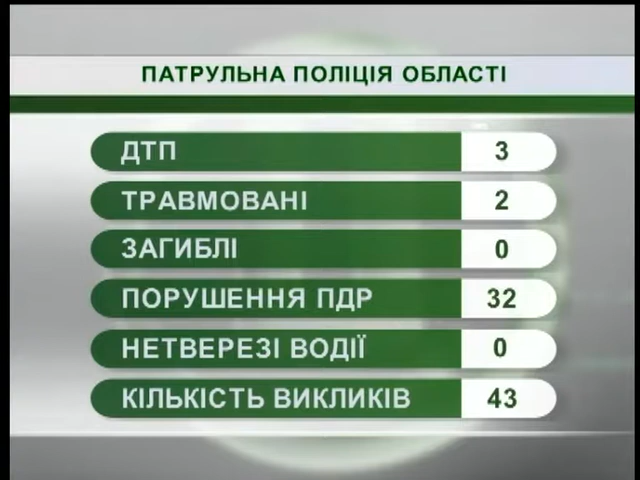 ПАТРУЛЬНА ПОЛІЦІЯ ОБЛАСТІ
ДТП 3
ТРАВМОВАНІ 2
ЗАГИБЛІ 0
ПОРУШЕННЯ ПДР 32
НЕТВЕРЕЗІ ВОДІЇ 0
КІЛЬКІСТЬ ВИКЛИКІВ 43